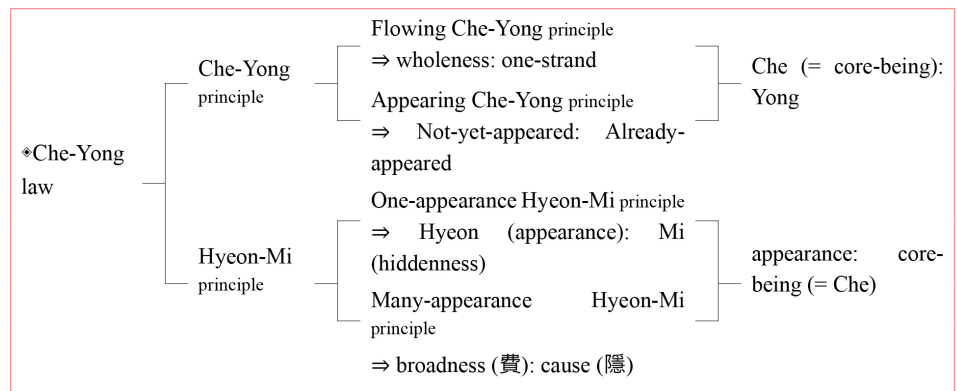 Flowing Che-Yong principle
⇒ wholeness: one-strand
Che-Yong
principle
Appearing Che-Yong principle
⇒ Not-yet-appeared: Already-
appeared
Che (= core-being):
Yong
◈Che-Yong
law
One-appearance Hyeon-Mi principle
⇒ Hyeon (appearance): Mi
(hiddenness)
Hyeon-Mi
principle
Many-appearance Hyeon-Mi
principle
⇒ broadness (費): cause (隱)
appearance: core-
being (= Che)